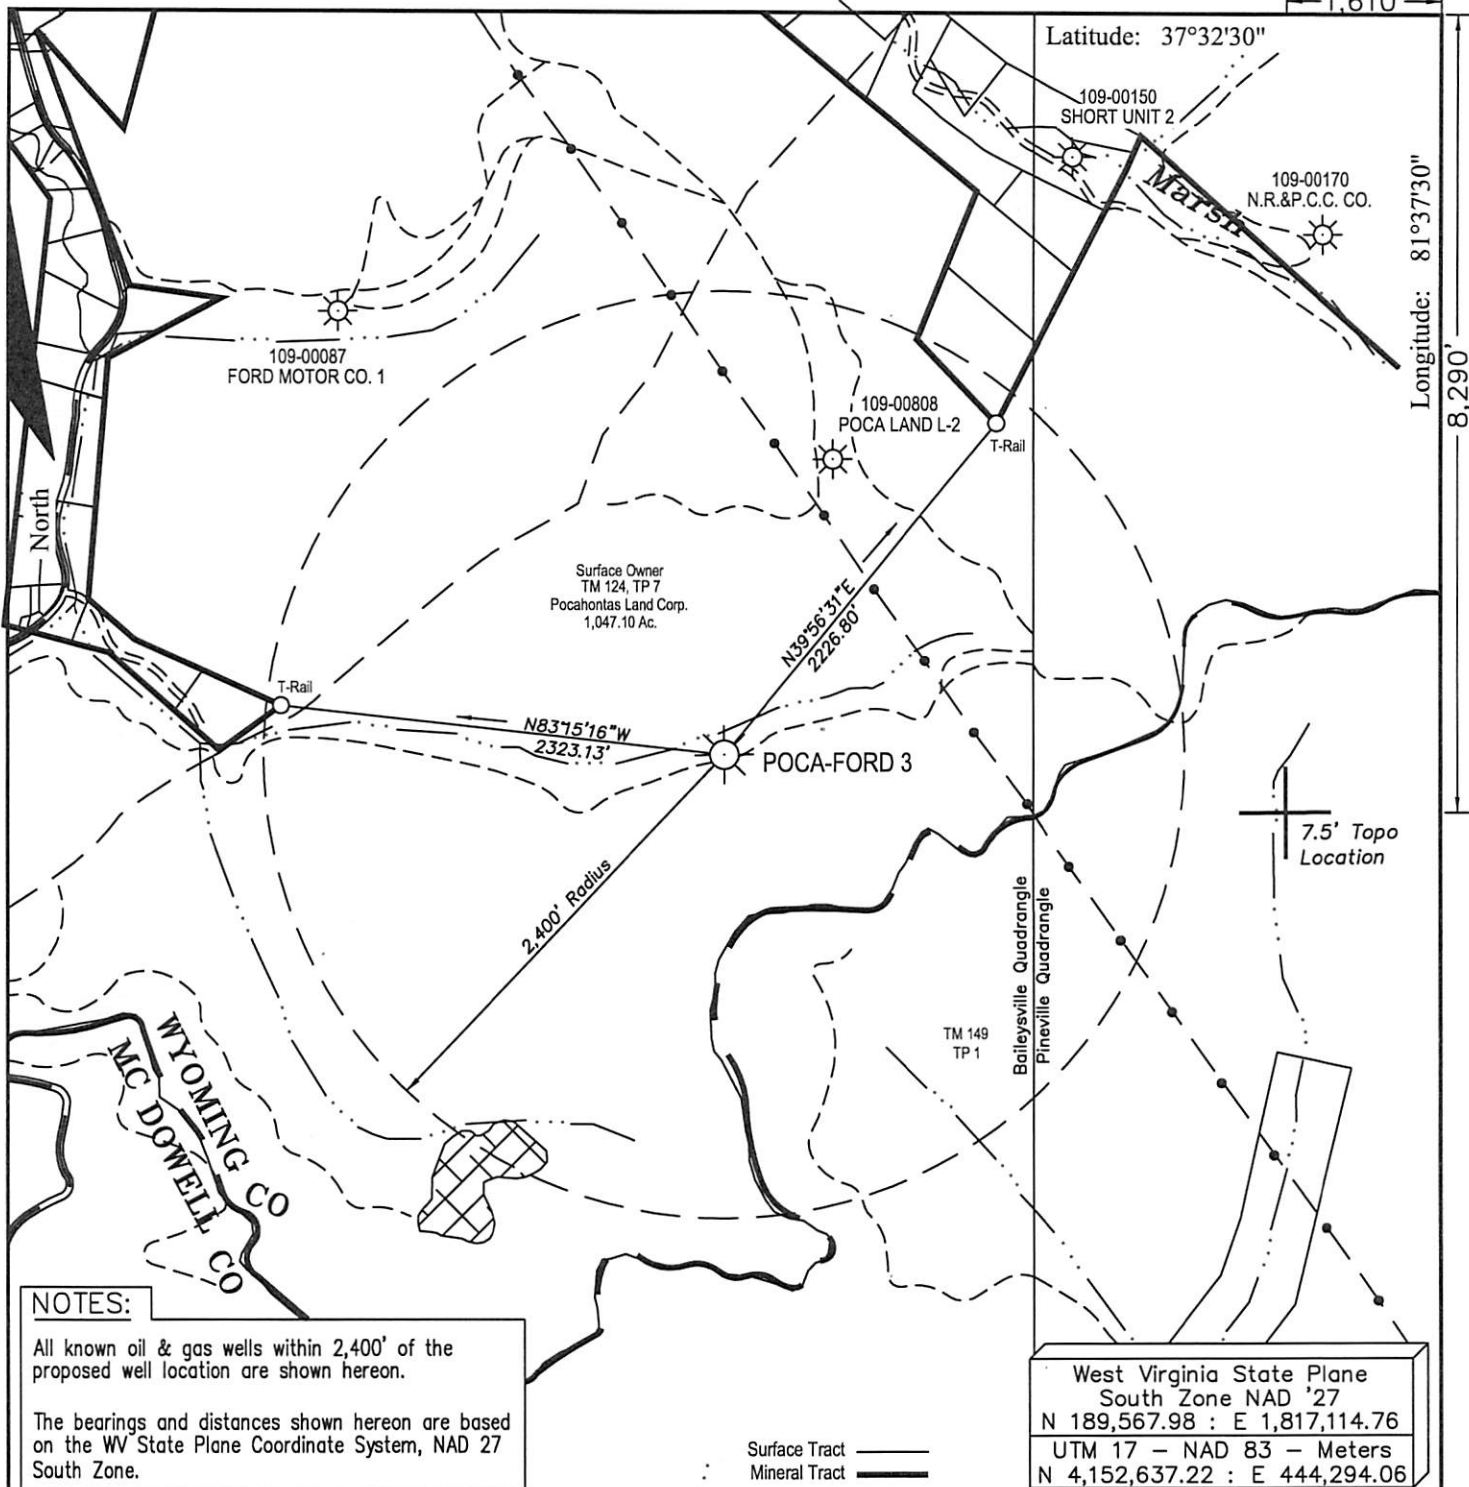 1,610'
Latitude: 37°32'30"
109-00150
SHORT UNIT 2
Marsh
109-00170
N.R.&P.C.C. CO.
Longitude: 81°37'30"
8,290'
109-00087
FORD MOTOR CO. 1
109-00808
POCA LAND L-2
T-Rail
North
Surface Owner
TM 124, TP 7
Pocahontas Land Corp.
1,047.10 Ac.
N39°56'31"E
2226.80'
T-Rail
N83°15'16"W
2323.13'
POCA-FORD 3
7.5' Topo
Location
2,400' Radius
Baileysville Quadrangle
Pineville Quadrangle
TM 149
TP 1
WYOMING CO
MC DOWELL CO
NOTES:
All known oil & gas wells within 2,400' of the
proposed well location are shown hereon.
The bearings and distances shown hereon are based
on the WV State Plane Coordinate System, NAD 27
South Zone.
Surface Tract
Mineral Tract
West Virginia State Plane
South Zone NAD '27
N 189,567.98 : E 1,817,114.76
UTM 17 - NAD 83 - Meters
N 4,152,637.22 : E 444,294.06